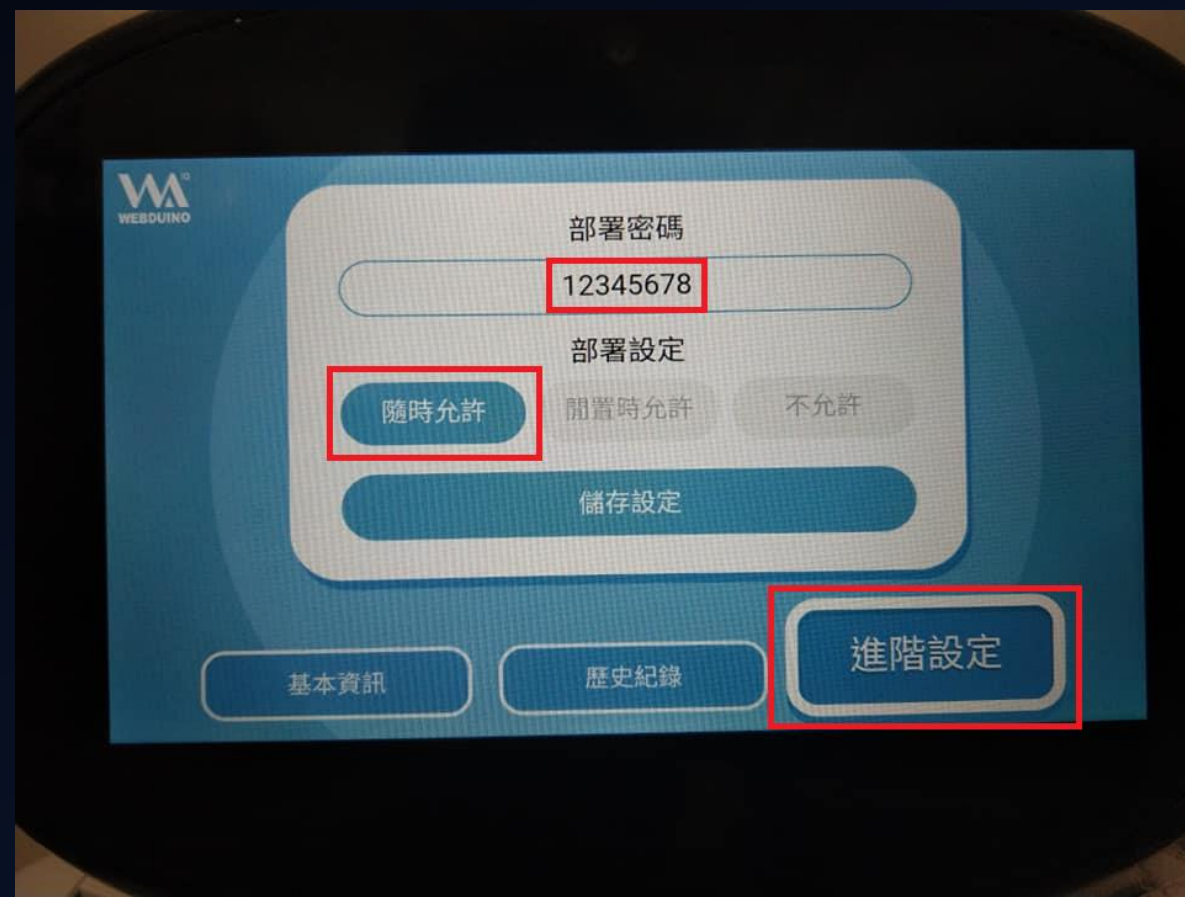 WEBDUINO
部署密碼
12345678
部署設定
隨時允許 閒置時允許 不允許
儲存設定
基本資訊 歷史紀錄 進階設定